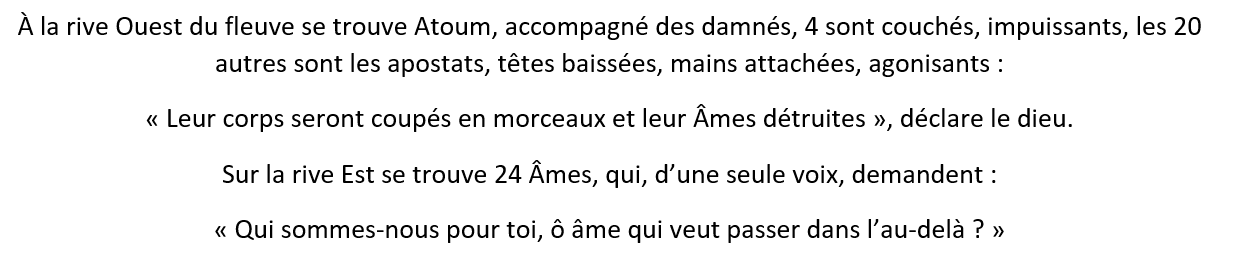 À la rive Ouest du fleuve se trouve Atoum, accompagné des damnés, 4 sont couchés, impuissants, les 20
autres sont les apostats, têtes baissées, mains attachées, agonisants :
« Leur corps seront coupés en morceaux et leur Âmes détruites », déclare le dieu.
Sur la rive Est se trouve 24 Âmes, qui, d’une seule voix, demandent :
« Qui sommes-nous pour toi, ô âme qui veut passer dans l’au-delà ? »